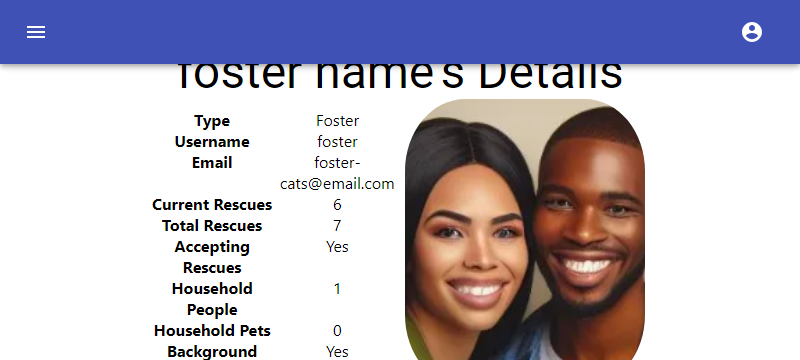 foster name's Details
Type Foster
Username foster
Email foster-
cats@email.com
Current Rescues 6
Total Rescues 7
Accepting Yes
Rescues
Household 1
People
Household Pets 0
Background Yes